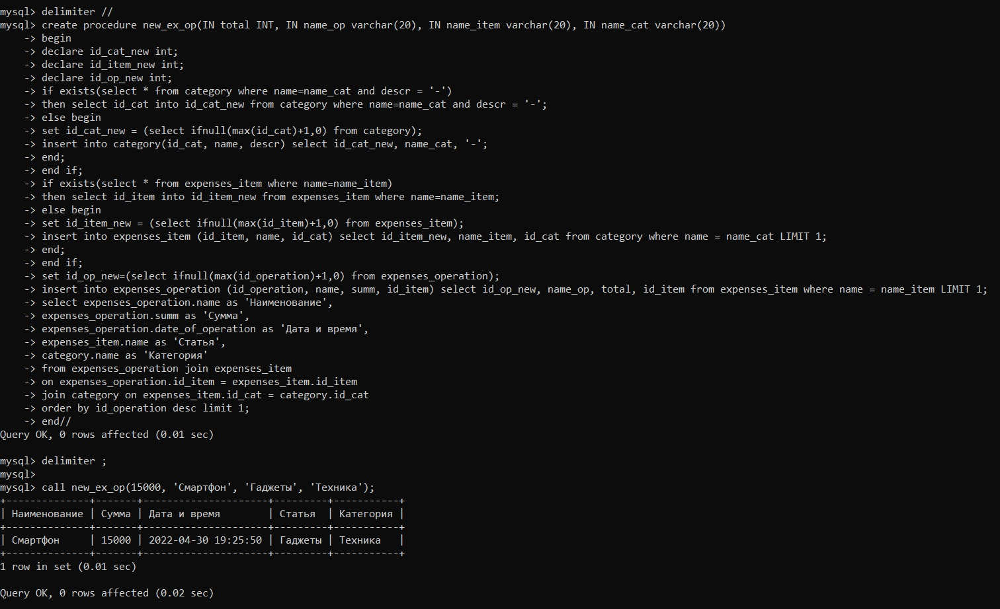 mysql> delimiter //
mysql> create procedure new_ex_op(IN total INT, IN name_op varchar(20), IN name_item varchar(20), IN name_cat varchar(20))
    -> begin
    -> declare id_cat_new int;
    -> declare id_item_new int;
    -> declare id_op_new int;
    -> if exists(select * from category where name=name_cat and descr = '-')
    -> then select id_cat into id_cat_new from category where name=name_cat and descr = '-';
    -> else begin
    -> set id_cat_new = (select ifnull(max(id_cat)+1,0) from category);
    -> insert into category(id_cat, name, descr) select id_cat_new, name_cat, '-';
    -> end;
    -> end if;
    -> if exists(select * from expenses_item where name=name_item)
    -> then select id_item into id_item_new from expenses_item where name=name_item;
    -> else begin
    -> set id_item_new = (select ifnull(max(id_item)+1,0) from expenses_item);
    -> insert into expenses_item (id_item, name, id_cat) select id_item_new, name_item, id_cat from category where name = name_cat LIMIT 1;
    -> end;
    -> end if;
    -> set id_op_new=(select ifnull(max(id_operation)+1,0) from expenses_operation);
    -> insert into expenses_operation (id_operation, name, summ, id_item) select id_op_new, name_op, total, id_item from expenses_item where name = name_item LIMIT 1;
    -> select expenses_operation.name as 'Наименование',
    -> expenses_operation.summ as 'Сумма',
    -> expenses_operation.date_of_operation as 'Дата и время',
    -> expenses_item.name as 'Статья',
    -> category.name as 'Категория'
    -> from expenses_operation join expenses_item
    -> on expenses_operation.id_item = expenses_item.id_item
    -> join category on expenses_item.id_cat = category.id_cat
    -> order by id_operation desc limit 1;
    -> end//
Query OK, 0 rows affected (0.01 sec)

mysql> delimiter ;
mysql>
mysql> call new_ex_op(15000, 'Смартфон', 'Гаджеты', 'Техника');
+--------------+-------+---------------------+---------+-----------+
| Наименование | Сумма | Дата и время        | Статья  | Категория |
+--------------+-------+---------------------+---------+-----------+
| Смартфон     | 15000 | 2022-04-30 19:25:50 | Гаджеты | Техника   |
+--------------+-------+---------------------+---------+-----------+
1 row in set (0.01 sec)

Query OK, 0 rows affected (0.02 sec)